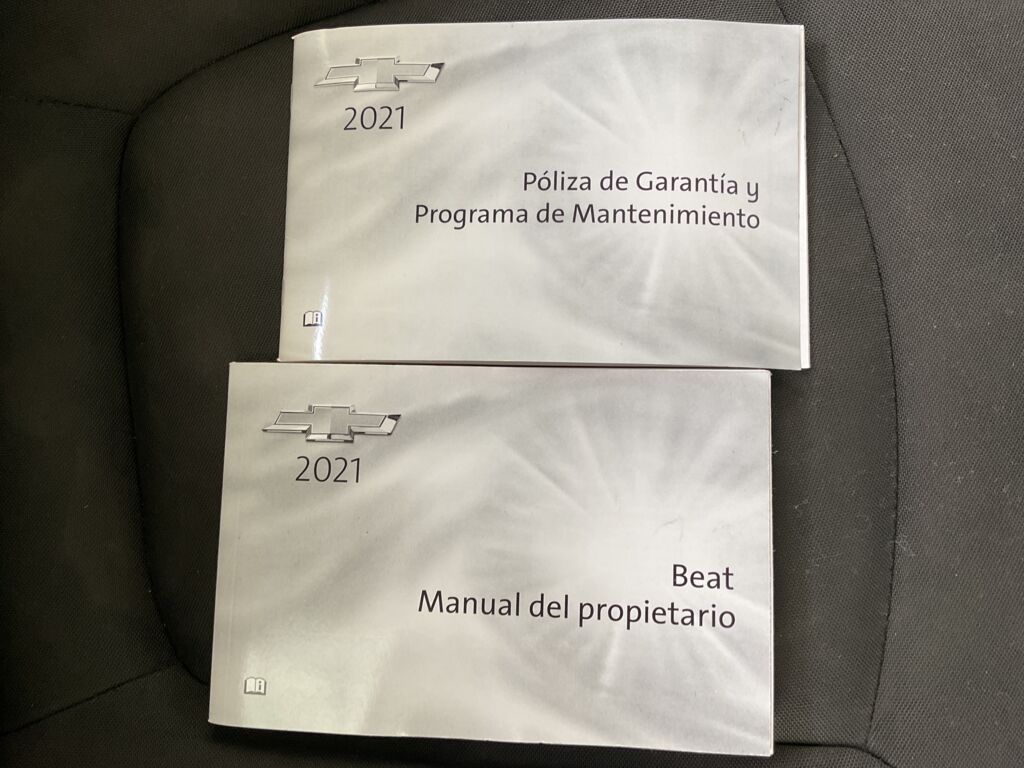 2021
Póliza de Garantía y
Programa de Mantenimiento
2021
Beat
Manual del propietario